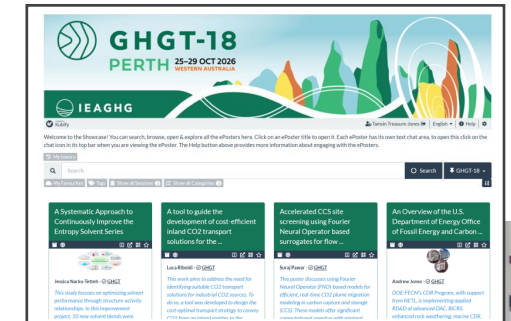 GHGT-18
PERTH 25–29 OCT 2026
WESTERN AUSTRALIA
IEAGHG
Kubify
Tamsin Treasure-Jones English Help
Welcome to the Showcase! You can search, browse, open & explore all the ePosters here. Click on an ePoster title to open it. Each ePoster has its own text chat area, to open this click on the
chat icon in its top bar when you are viewing the ePoster. The Help button above provides more information about engaging with the ePosters.
My history
Search Search GHGT-18
My Favourites Tags Show all Sessions Show all Categories
A Systematic Approach to
Continuously Improve the
Entropy Solvent Series
Jessica Narku-Tetteh - GHGT
This study focuses on optimizing solvent
performance through structure activity
relationships. In this improvement
project, 10 new solvent blends were
A tool to guide the
development of cost-efficient
inland CO2 transport
solutions for the ...
Luca Riboldi - GHGT
This work aims to address the need for
identifying suitable CO2 transport
solutions for industrial CO2 sources. To
do so, a tool was developed to design the
cost-optimal transport strategy to convey
Accelerated CCS site
screening using Fourier
Neural Operator based
surrogates for flow ...
Suraj Pawar - GHGT
This poster discusses using Fourier
Neural Operator (FNO) based models for
efficient, real-time CO2 plume migration
modeling in carbon capture and storage
(CCS). These models offer significant
An Overview of the U.S.
Department of Energy Office
of Fossil Energy and Carbon ...
Andrew Jones - GHGT
DOE-FECM's CDR Program, with support
from NETL, is implementing applied
RD&D of advanced DAC, BiCRS,
enhanced rock weathering, marine CDR,